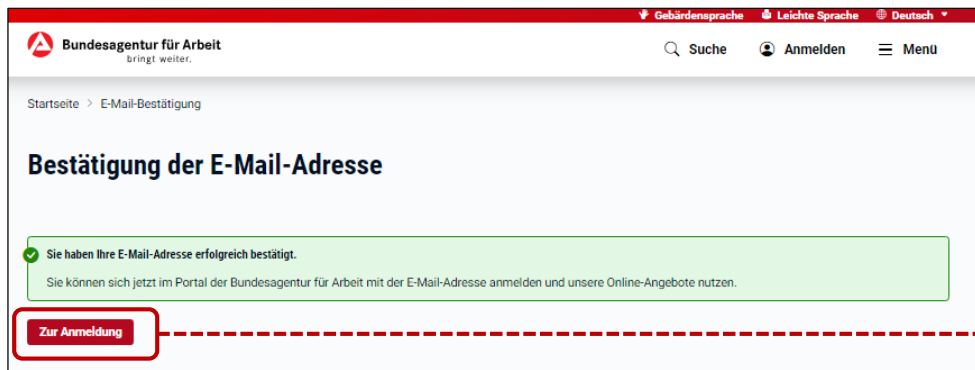 Gebärdensprache Leichte Sprache Deutsch
Bundesagentur für Arbeit
bringt weiter.
Suche Anmelden Menü
Startseite > E-Mail-Bestätigung
Bestätigung der E-Mail-Adresse
Sie haben Ihre E-Mail-Adresse erfolgreich bestätigt.
Sie können sich jetzt im Portal der Bundesagentur für Arbeit mit der E-Mail-Adresse anmelden und unsere Online-Angebote nutzen.
Zur Anmeldung